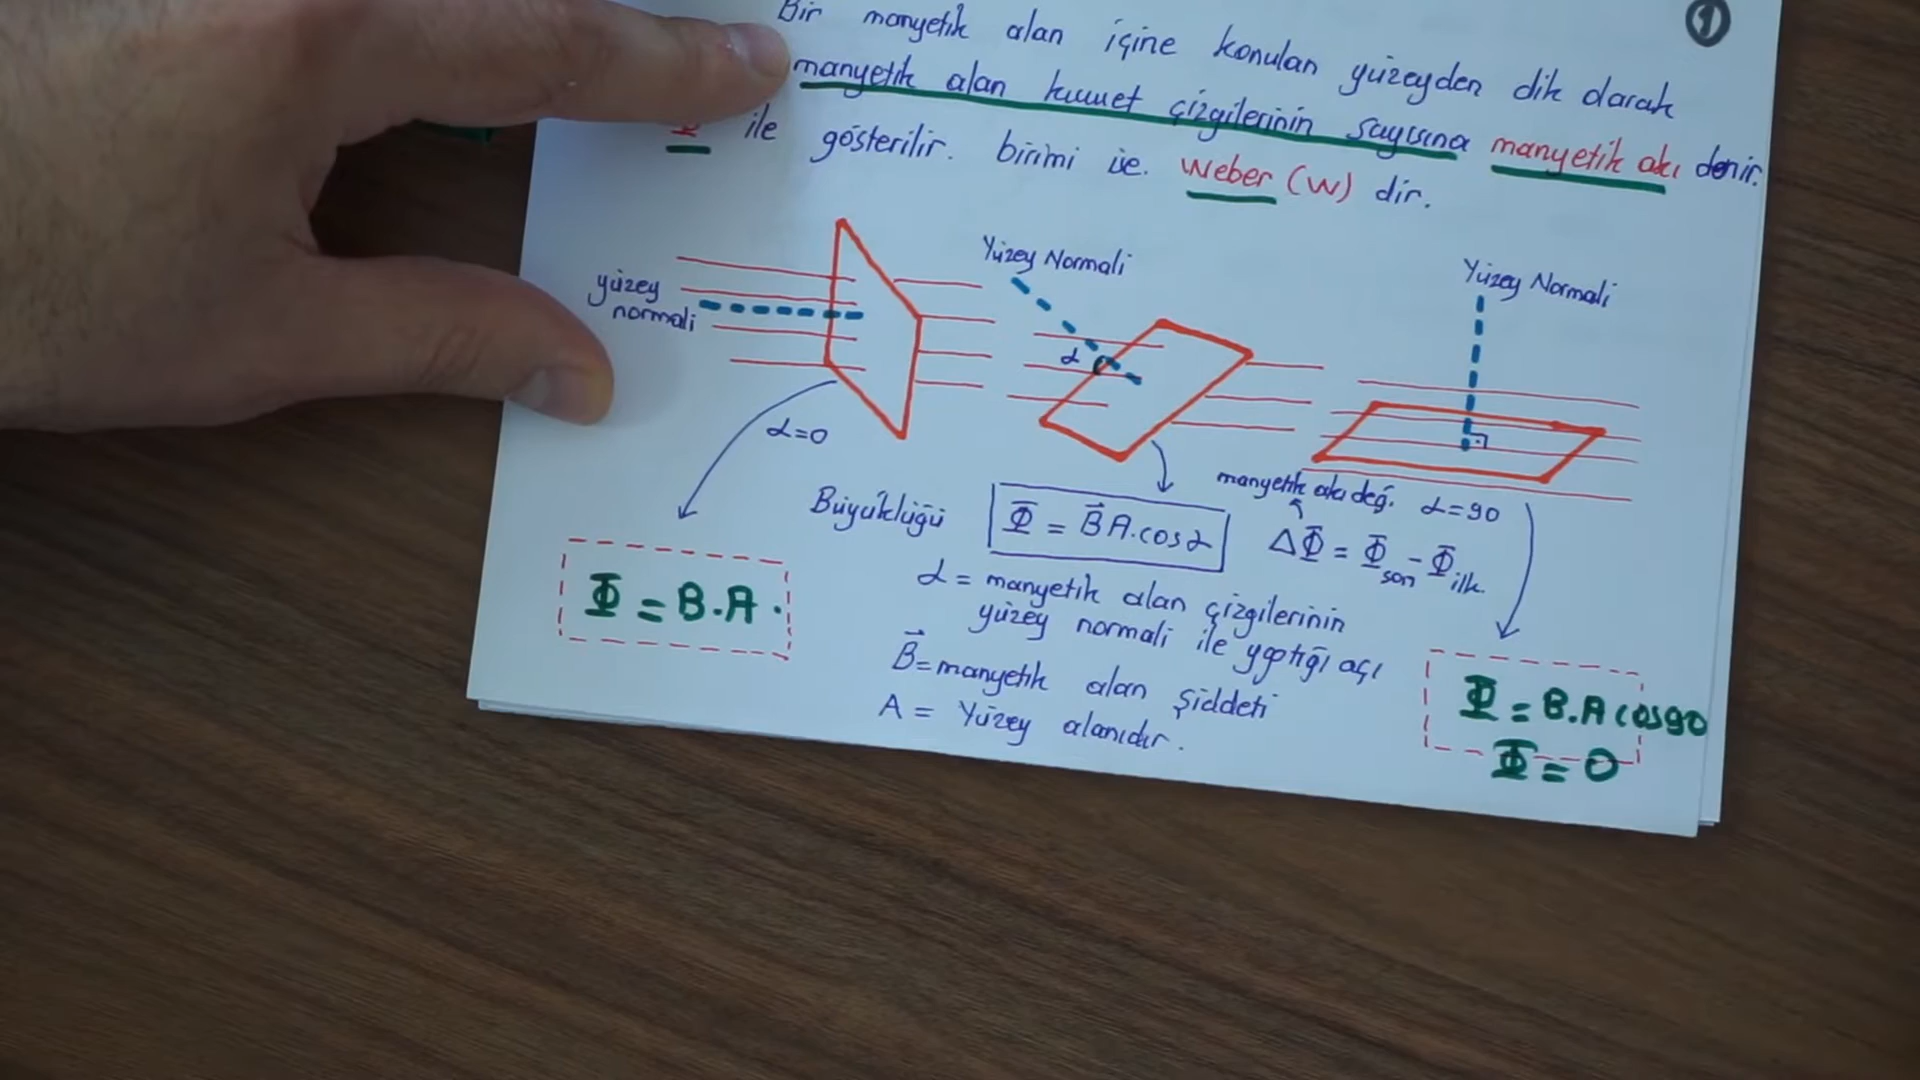 ①
Bir manyetik alan içine konulan yüzeyden dik olarak
manyetik alan kuvvet çizgilerinin sayısına manyetik akı denir.
Φ ile gösterilir. birimi ise. Weber (W) dir.
yüzey
normali
Yüzey Normali
Yüzey Normali
α
α=0
Büyüklüğü
Φ = B⃗ A.cosα
manyetik akı değ.
α=90
ΔΦ = Φson - Φilk.
Φ = B.A.
α = manyetik alan çizgilerinin
yüzey normali ile yaptığı açı
B⃗ = manyetik alan şiddeti
A = Yüzey alanıdır.
Φ = B.A cos90
Φ = 0